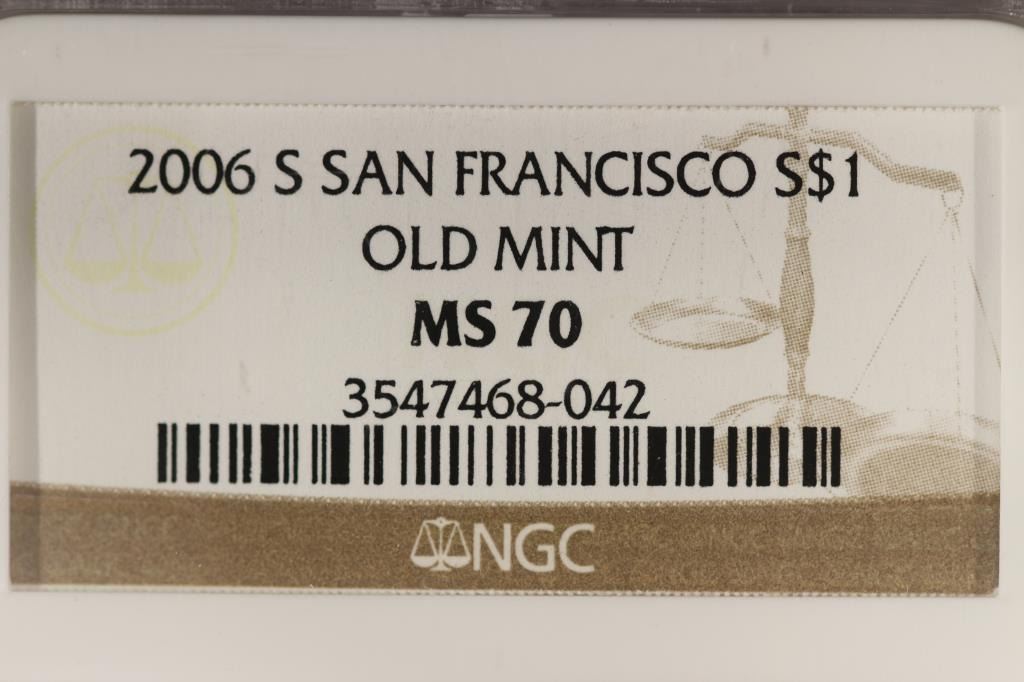 2006 S SAN FRANCISCO S$1
OLD MINT
MS 70
3547468-042
NGC